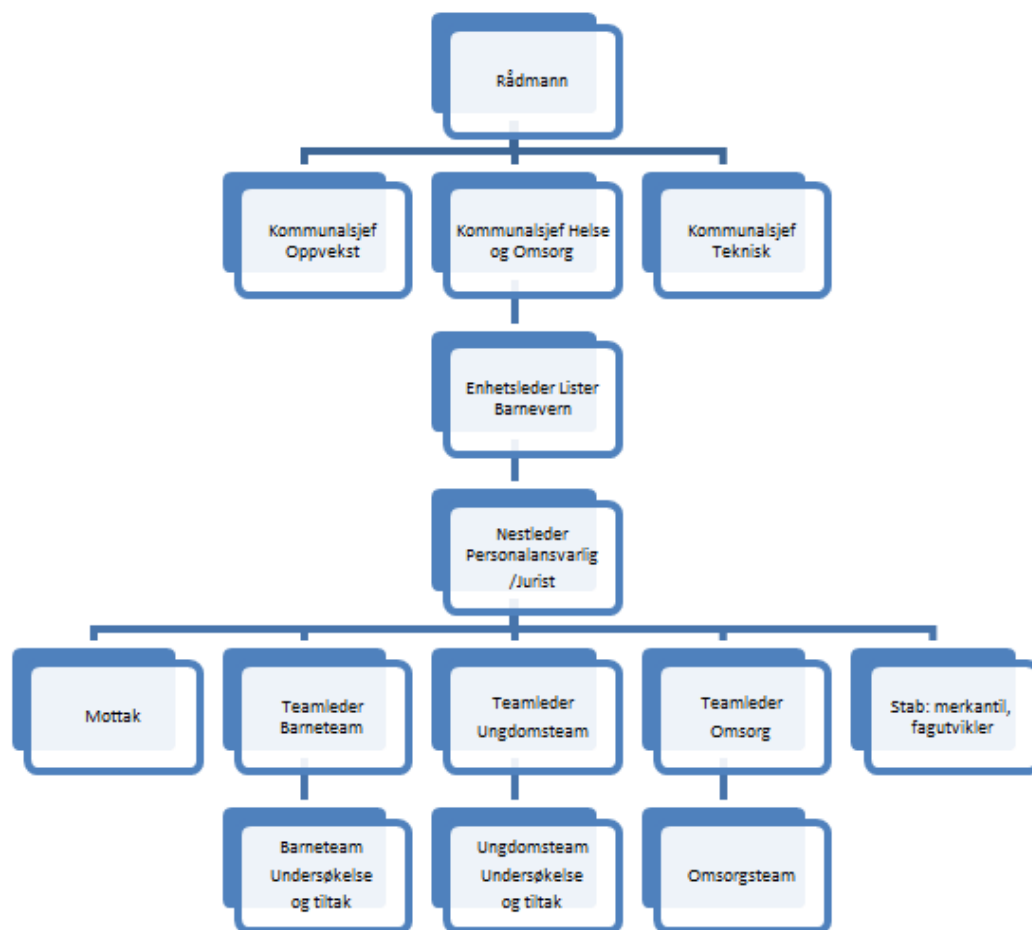 Rådmann
Kommunalsjef
Oppvekst
Kommunalsjef Helse
og Omsorg
Kommunalsjef
Teknisk
Enhetsleder Lister
Barnevern
Nestleder
Personalansvarlig
/Jurist
Mottak
Teamleder
Barneteam
Teamleder
Ungdomsteam
Teamleder
Omsorg
Stab: merkantil,
fagutvikler
Barneteam
Undersøkelse
og tiltak
Ungdomsteam
Undersøkelse
og tiltak
Omsorgsteam